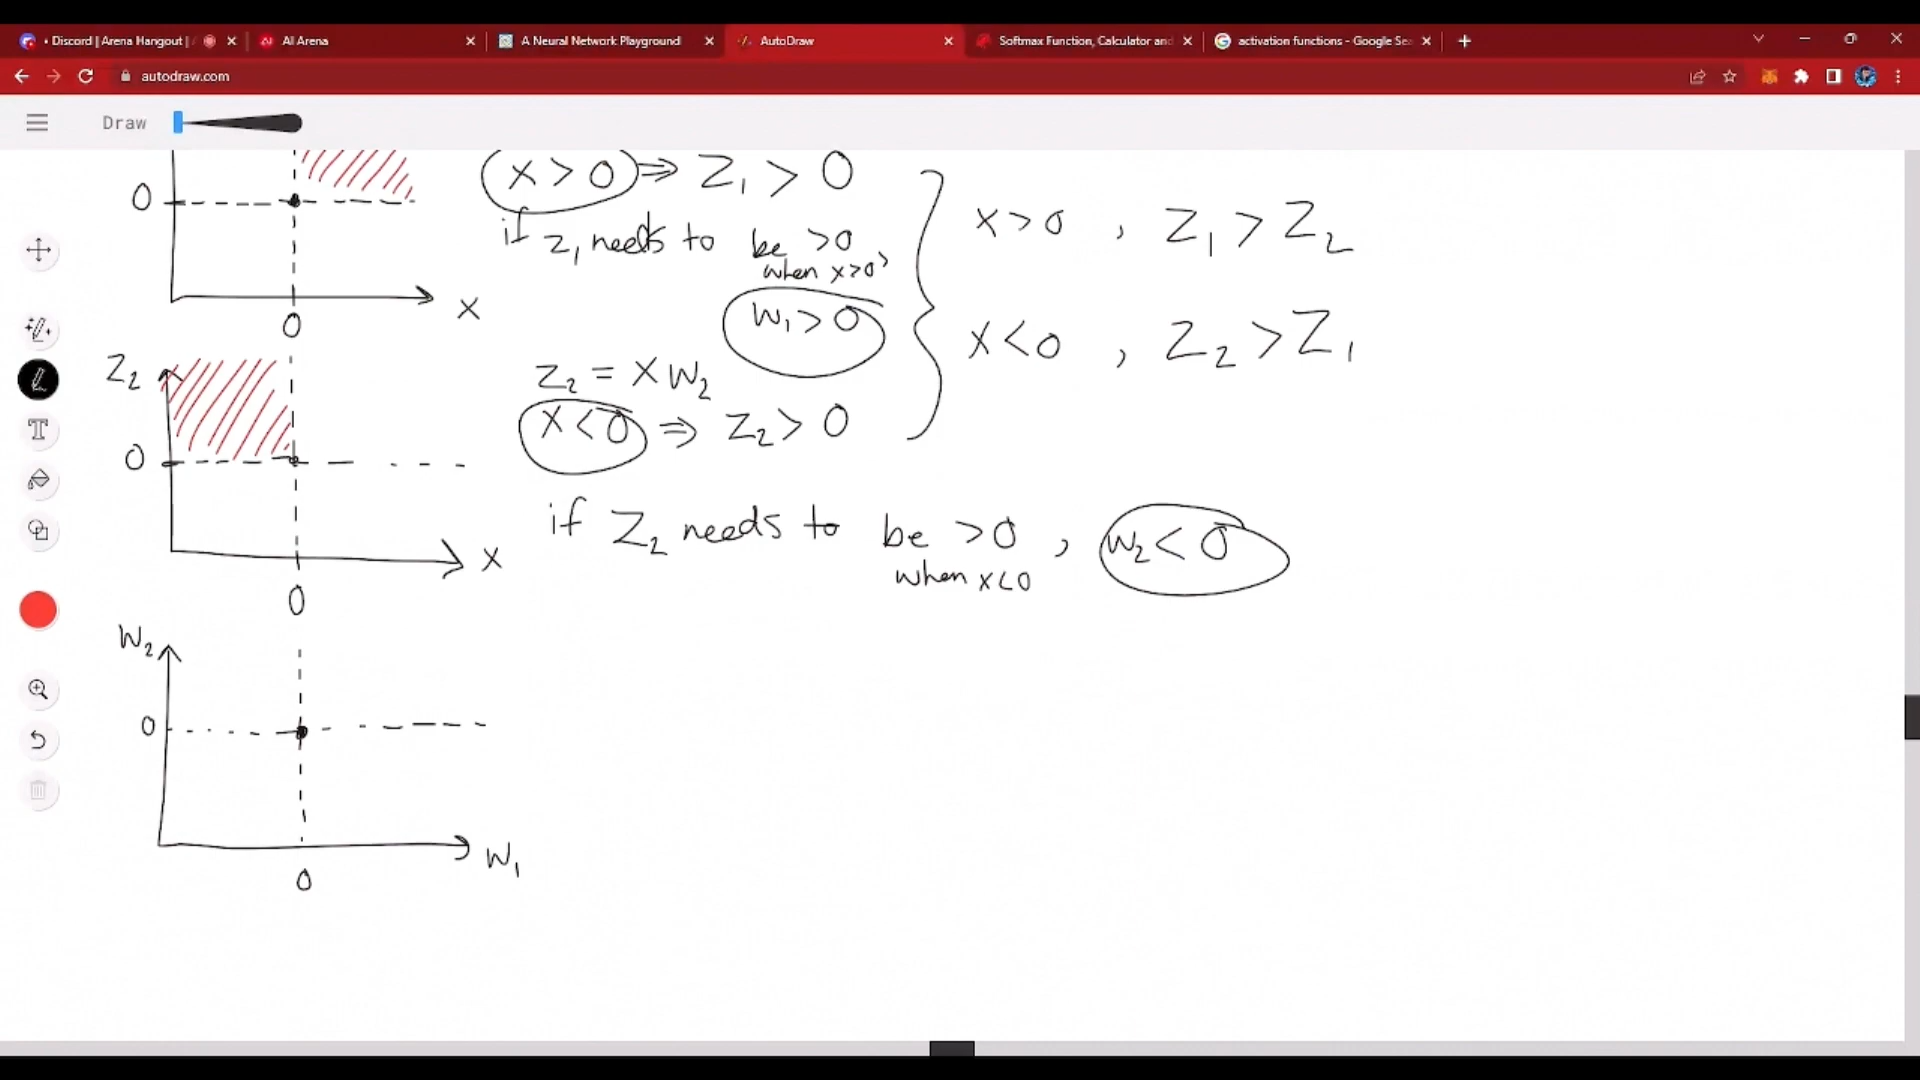 • Discord | Arena Hangout |
AI Arena
A Neural Network Playground
AutoDraw
Softmax Function, Calculator and
activation functions - Google Se
autodraw.com
Draw
x > 0 ⇒ Z₁ > 0
0
if z₁ needs to be >0
when x>0
x
0
w₁ > 0
x > 0 , Z₁ > Z₂
x < 0 , Z₂ > Z₁
Z₂
z₂ = x w₂
x < 0 ⇒ Z₂ > 0
0
if Z₂ needs to be >0 , w₂ < 0
when x<0
x
0
W₂
0
W₁
0